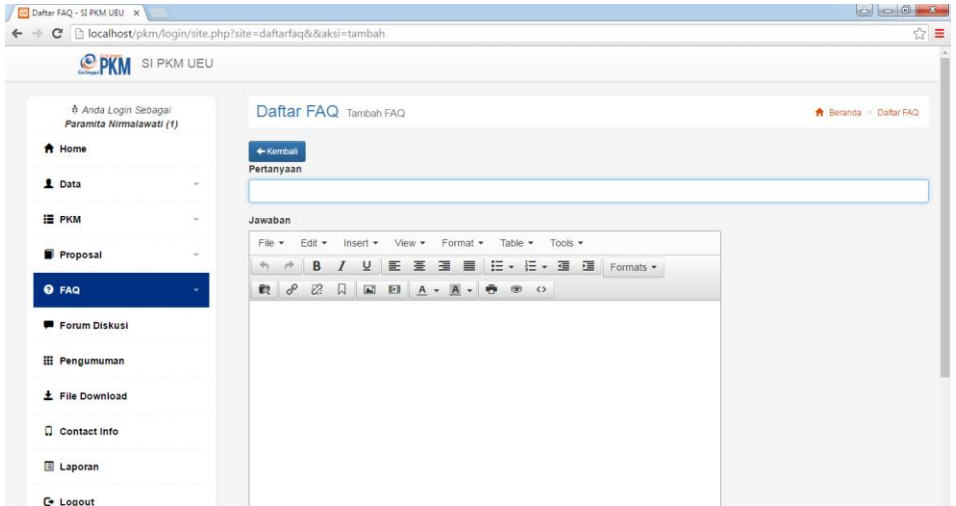 Daftar FAQ - SI PKM UEU
localhost/pkm/login/site.php?site=daftarfaq&&aksi=tambah
PKM SI PKM UEU
Anda Login Sebagai
Paramita Nirmalawati (1)
Home
Data
PKM
Proposal
FAQ
Forum Diskusi
Pengumuman
File Download
Contact Info
Laporan
Logout
Daftar FAQ Tambah FAQ
Beranda > Daftar FAQ
Kembali
Pertanyaan
Jawaban
File Edit Insert View Format Table Tools
B I U Formats
A A